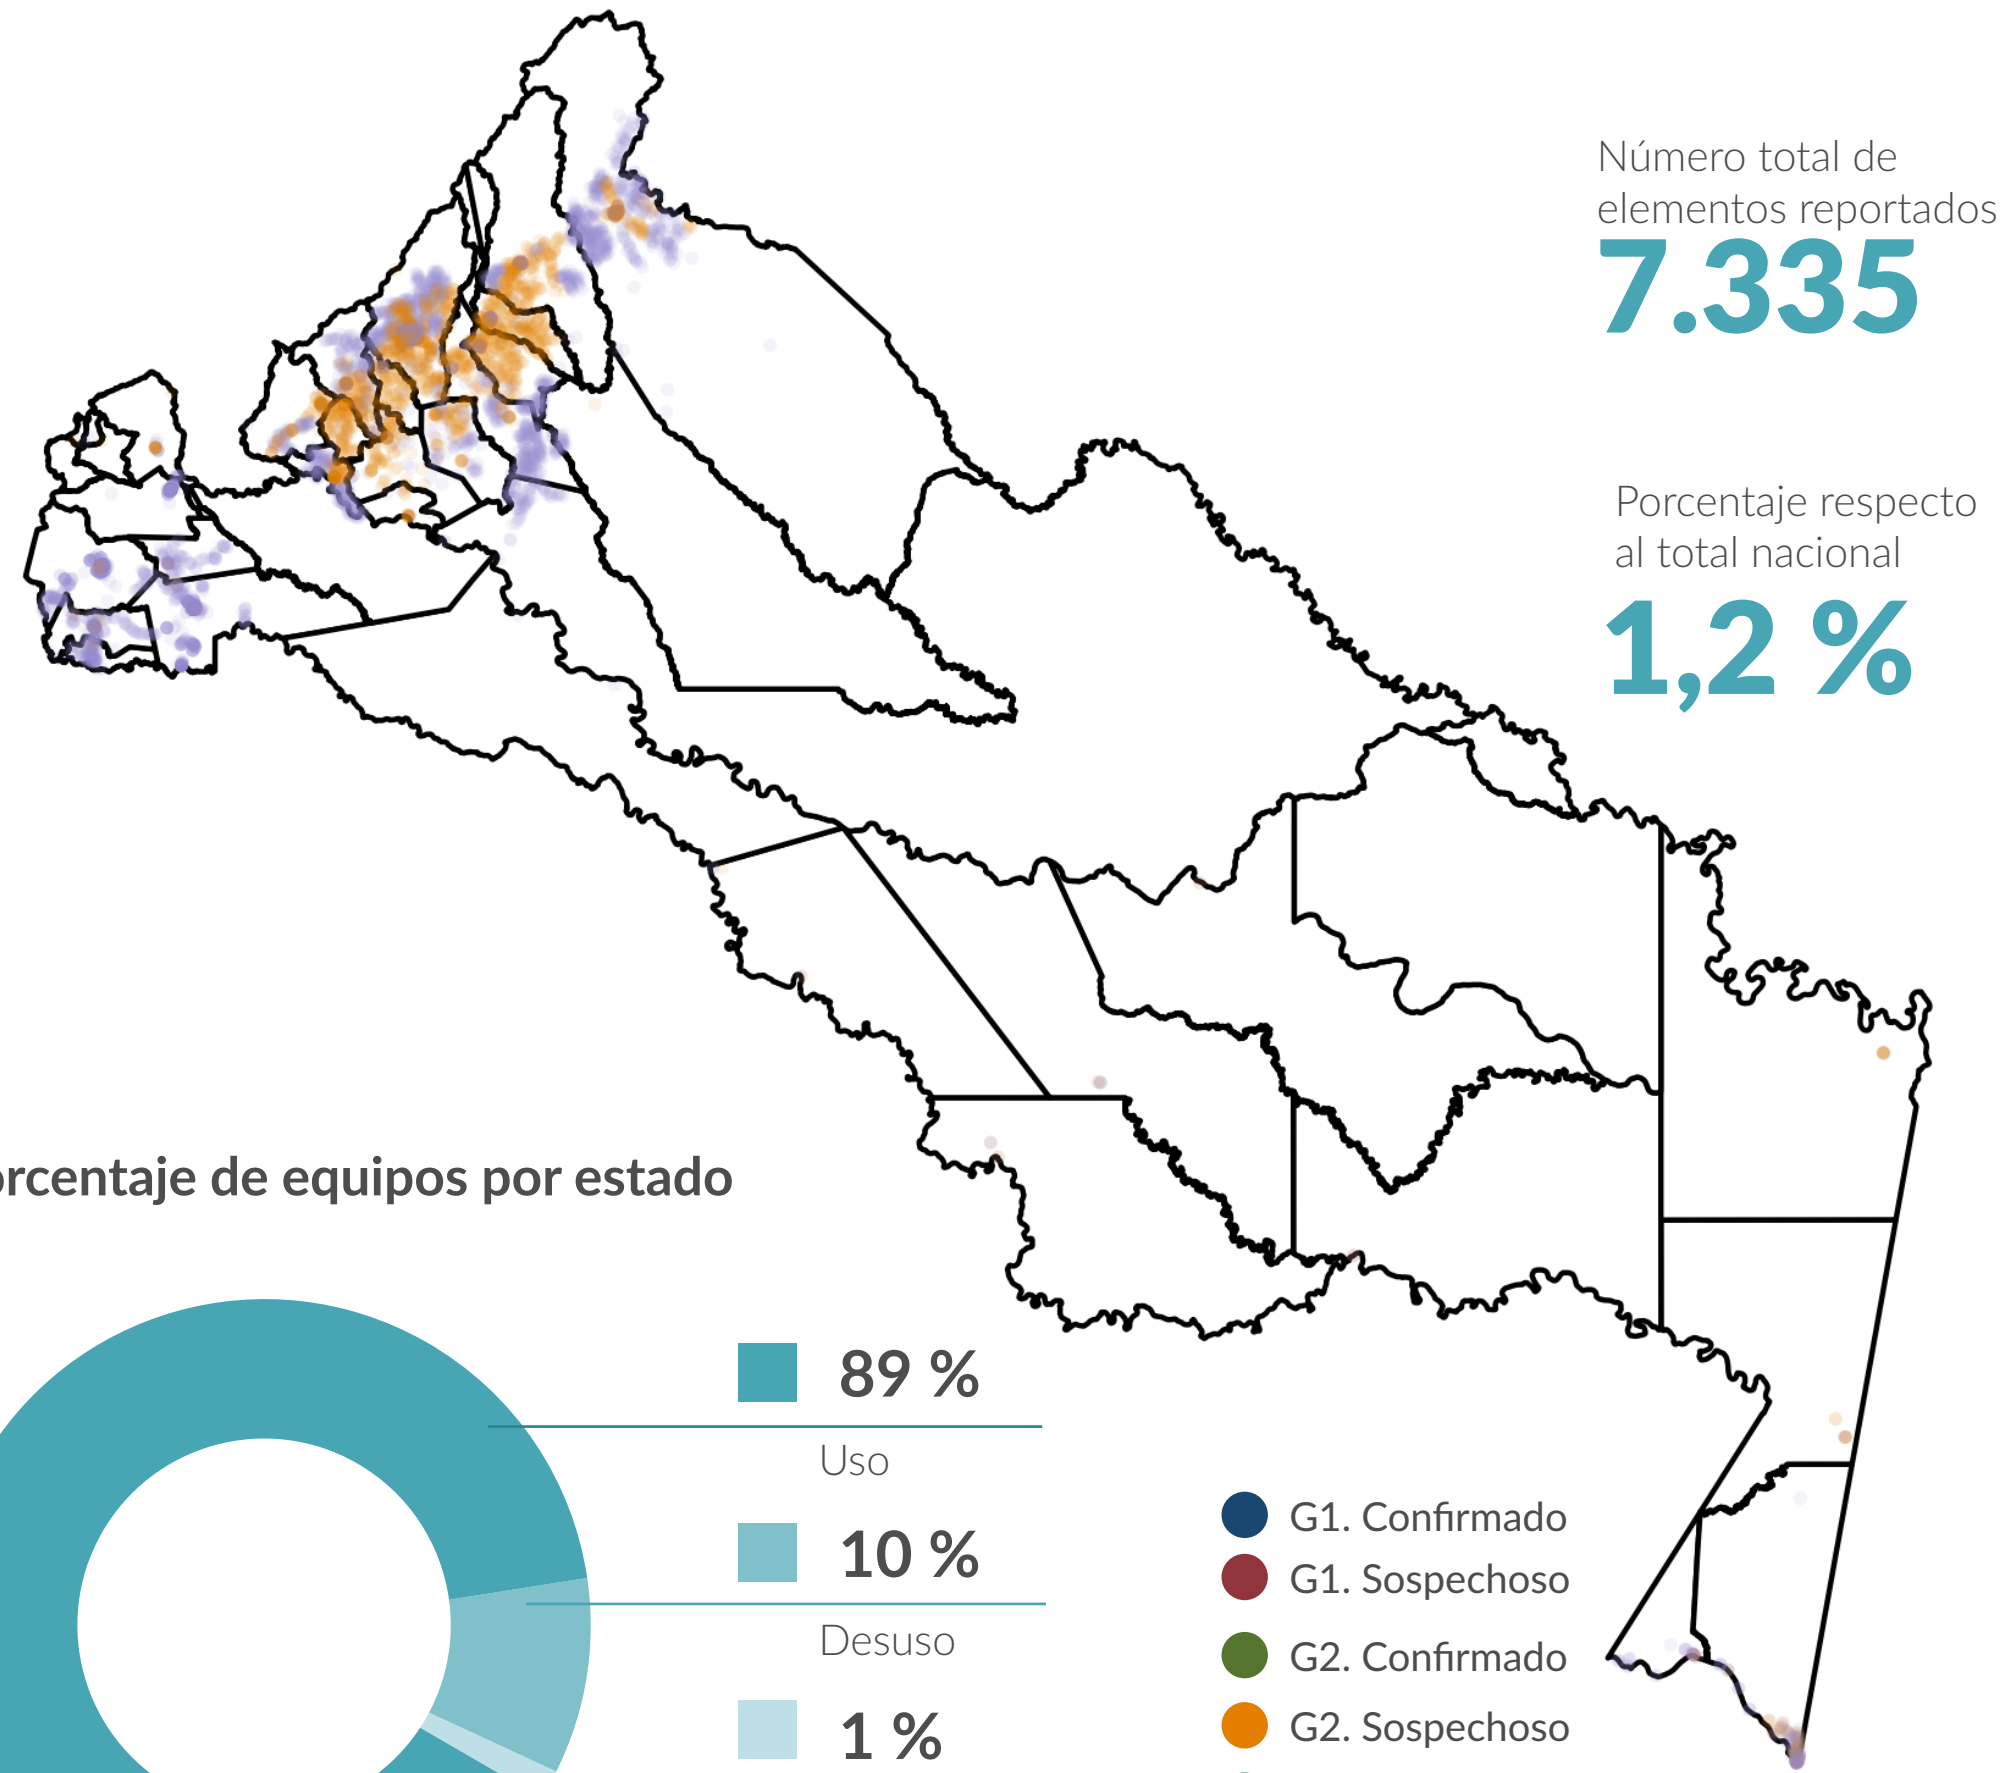 Número total de
elementos reportados
7.335
Porcentaje respecto
al total nacional
1,2 %
orcentaje de equipos por estado
89 %
Uso
10 %
Desuso
1 %
G1. Confirmado
G1. Sospechoso
G2. Confirmado
G2. Sospechoso